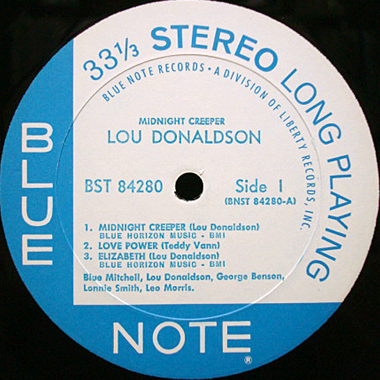 33⅓ STEREO LONG PLAYING
BLUE NOTE RECORDS • A DIVISION OF LIBERTY RECORDS, INC.
MIDNIGHT CREEPER
LOU DONALDSON
BST 84280 Side 1
(BNST 84280-A)
1. MIDNIGHT CREEPER (Lou Donaldson)
BLUE HORIZON MUSIC - BMI
2. LOVE POWER (Teddy Vann)
3. ELIZABETH (Lou Donaldson)
BLUE HORIZON MUSIC - BMI
Blue Mitchell, Lou Donaldson, George Benson,
Lonnie Smith, Leo Morris.
BLUE
NOTE®